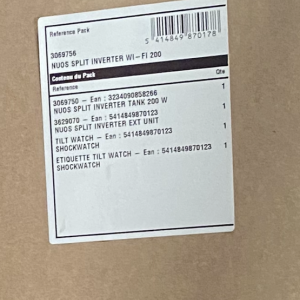 Reference Pack
5 414849 870178
3069756
NUOS SPLIT INVERTER WI-FI 200
Contenu du Pack
Reference Qte
3069750 - Ean : 3234090858266 1
NUOS SPLIT INVERTER TANK 200 W
3629070 - Ean : 5414849870123 1
NUOS SPLIT INVERTER EXT UNIT
TILT WATCH - Ean : 5414849870123 1
SHOCKWATCH
ETIQUETTE TILT WATCH - Ean : 5414849870123 1
SHOCKWATCH